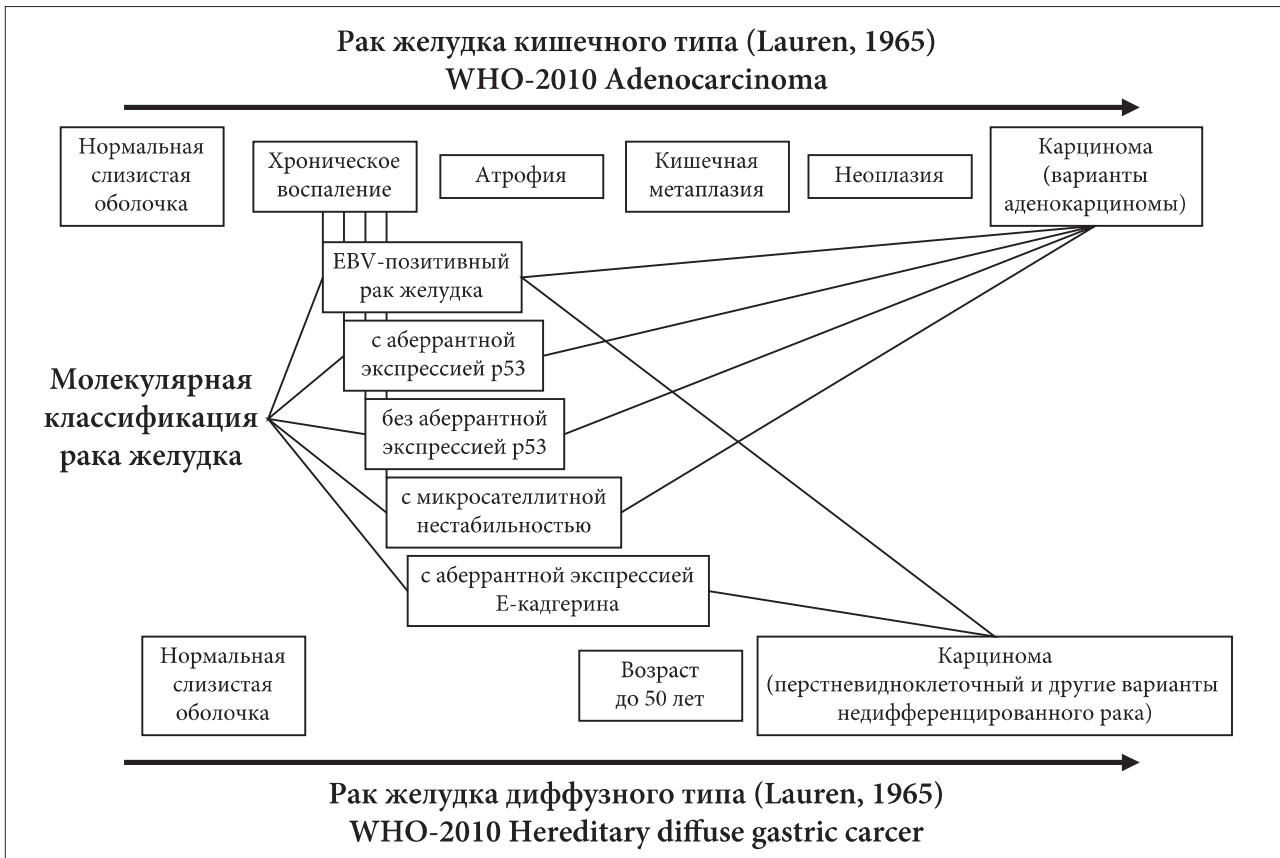 Рак желудка кишечного типа (Lauren, 1965)
WHO-2010 Adenocarcinoma
Нормальная
слизистая
оболочка
Хроническое
воспаление
Атрофия
Кишечная
метаплазия
Неоплазия
Карцинома
(варианты
аденокарциномы)
EBV-позитивный
рак желудка
с аберрантной
экспрессией p53
Молекулярная
классификация
рака желудка
без аберрантной
экспрессией p53
с микросателлитной
нестабильностью
с аберрантной экспрессией
Е-кадгерина
Нормальная
слизистая
оболочка
Возраст
до 50 лет
Карцинома
(перстневидноклеточный и другие варианты
недифференцированного рака)
Рак желудка диффузного типа (Lauren, 1965)
WHO-2010 Hereditary diffuse gastric carcer